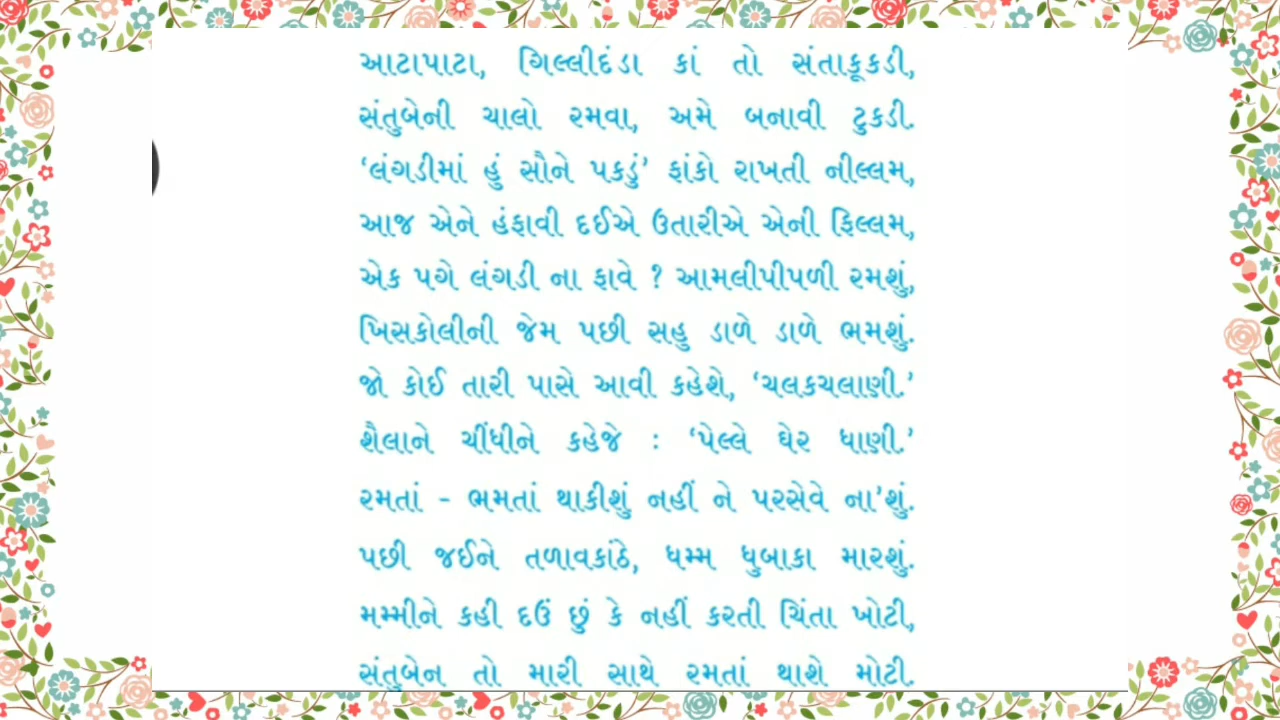 આટાપાટા, ગિલ્લીદંડા કાં તો સંતાકૂકડી,
સંતુબેની ચાલો રમવા, અમે બનાવી ટુકડી.
‘લંગડીમાં હું સૌને પકડું’ ફાંકો રાખતી નીલ્લમ,
આજ એને હંફાવી દઈએ ઉતારીએ એની ફિલ્લમ,
એક પગે લંગડી ના ફાવે ? આમલીપીપળી રમશું,
ખિસકોલીની જેમ પછી સહુ ડાળે ડાળે ભમશું.
જો કોઈ તારી પાસે આવી કહેશે, ‘ચલકચલાણી.’
શૈલાને ચીંધીને કહેજે : ‘પેલ્લે ઘેર ધાણી.’
રમતાં - ભમતાં થાકીશું નહીં ને પરસેવે ના’શું.
પછી જઈને તળાવકાંઠે, ધમ્મ ધુબાકા મારશું.
મમ્મીને કહી દઉં છું કે નહીં કરતી ચિંતા ખોટી,
સંતુબેન તો મારી સાથે રમતાં થાશે મોટી.